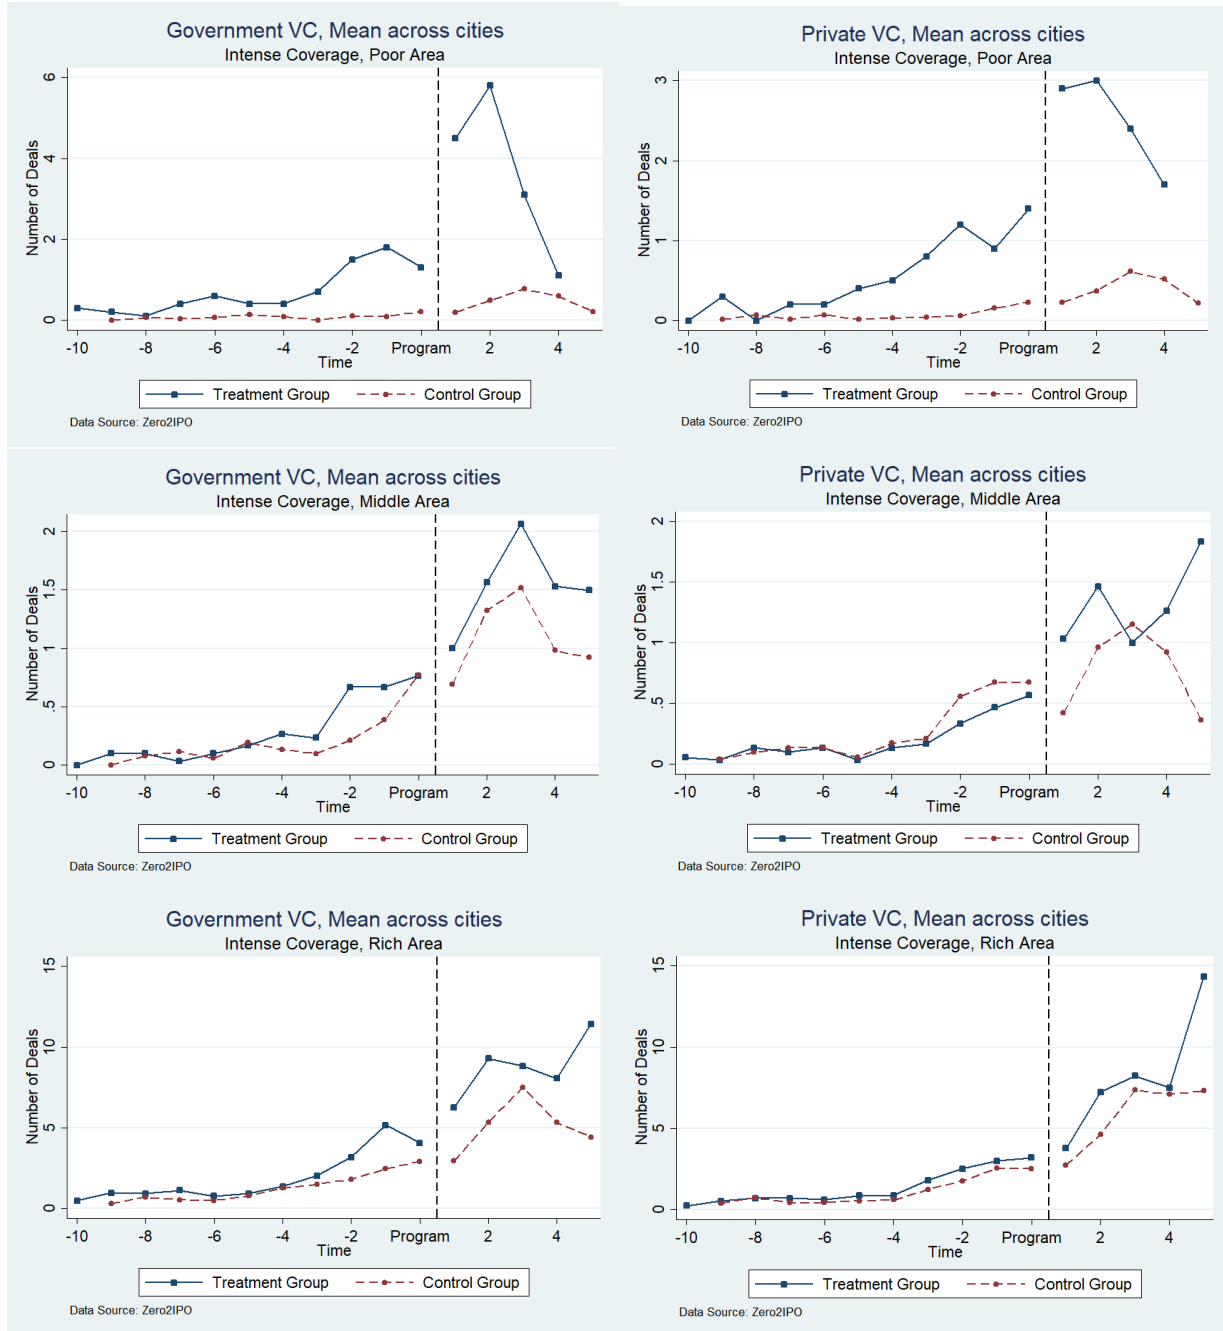 Government VC, Mean across cities
Intense Coverage, Poor Area
Number of Deals
6
4
2
0
-10 -8 -6 -4 -2 Program 2 4
Time
Treatment Group Control Group
Data Source: Zero2IPO
Private VC, Mean across cities
Intense Coverage, Poor Area
Number of Deals
3
2
1
0
-10 -8 -6 -4 -2 Program 2 4
Time
Treatment Group Control Group
Data Source: Zero2IPO
Government VC, Mean across cities
Intense Coverage, Middle Area
Number of Deals
2
1.5
1
.5
0
-10 -8 -6 -4 -2 Program 2 4
Time
Treatment Group Control Group
Data Source: Zero2IPO
Private VC, Mean across cities
Intense Coverage, Middle Area
Number of Deals
2
1.5
1
.5
0
-10 -8 -6 -4 -2 Program 2 4
Time
Treatment Group Control Group
Data Source: Zero2IPO
Government VC, Mean across cities
Intense Coverage, Rich Area
Number of Deals
15
10
5
0
-10 -8 -6 -4 -2 Program 2 4
Time
Treatment Group Control Group
Data Source: Zero2IPO
Private VC, Mean across cities
Intense Coverage, Rich Area
Number of Deals
15
10
5
0
-10 -8 -6 -4 -2 Program 2 4
Time
Treatment Group Control Group
Data Source: Zero2IPO